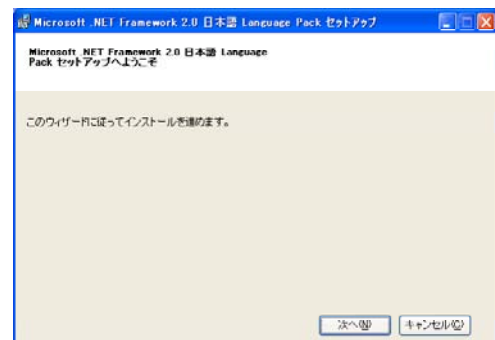 Microsoft .NET Framework 2.0 日本語 Language Pack セットアップ
Microsoft .NET Framework 2.0 日本語 Language
Pack セットアップへようこそ
このウィザードに従ってインストールを進めます。
次へ(N)
キャンセル(C)